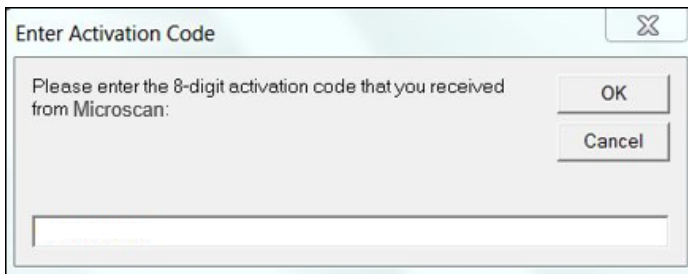 Enter Activation Code
Please enter the 8-digit activation code that you received
from Microscan:
OK
Cancel